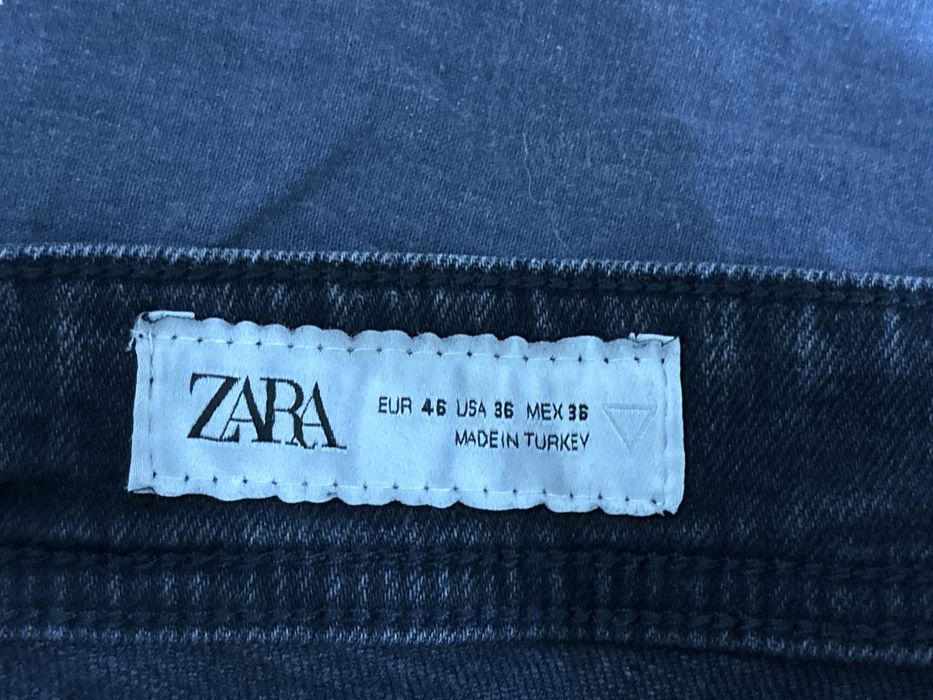 ZARA
EUR 46 USA 36 MEX 36
MADE IN TURKEY